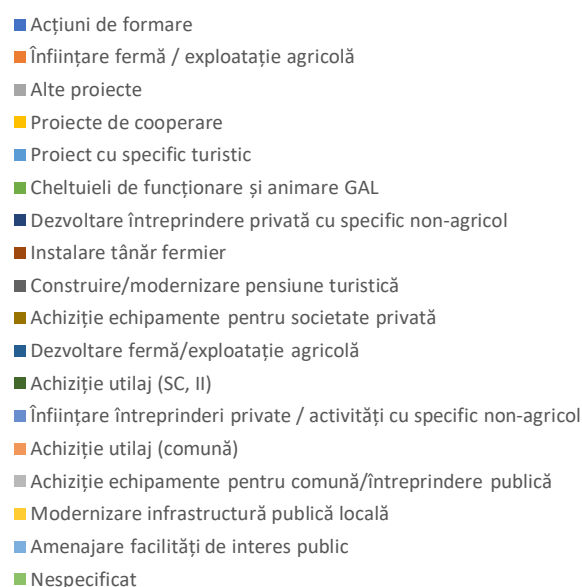 Acțiuni de formare
Înființare fermă / exploatație agricolă
Alte proiecte
Proiecte de cooperare
Proiect cu specific turistic
Cheltuieli de funcționare și animare GAL
Dezvoltare întreprindere privată cu specific non-agricol
Instalare tânăr fermier
Construire/modernizare pensiune turistică
Achiziție echipamente pentru societate privată
Dezvoltare fermă/exploatație agricolă
Achiziție utilaj (SC, II)
Înființare întreprinderi private / activități cu specific non-agricol
Achiziție utilaj (comună)
Achiziție echipamente pentru comună/întreprindere publică
Modernizare infrastructură publică locală
Amenajare facilități de interes public
Nespecificat